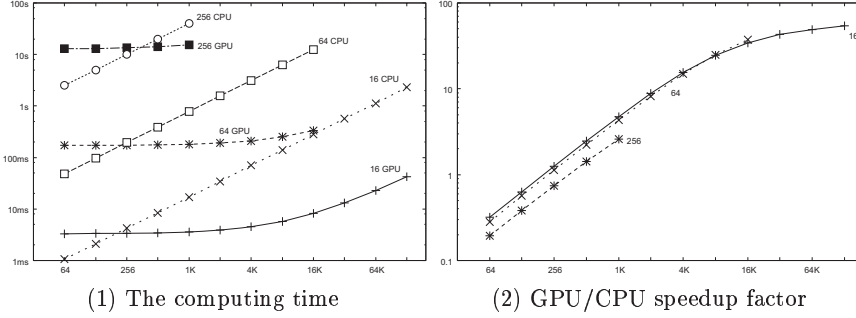 100s
10s
1s
100ms
10ms
1ms
256 CPU
256 GPU
64 CPU
16 CPU
64 GPU
16 GPU
64 256 1K 4K 16K 64K
(1) The computing time
100
10
1
0.1
16
64
256
64 256 1K 4K 16K 64K
(2) GPU/CPU speedup factor